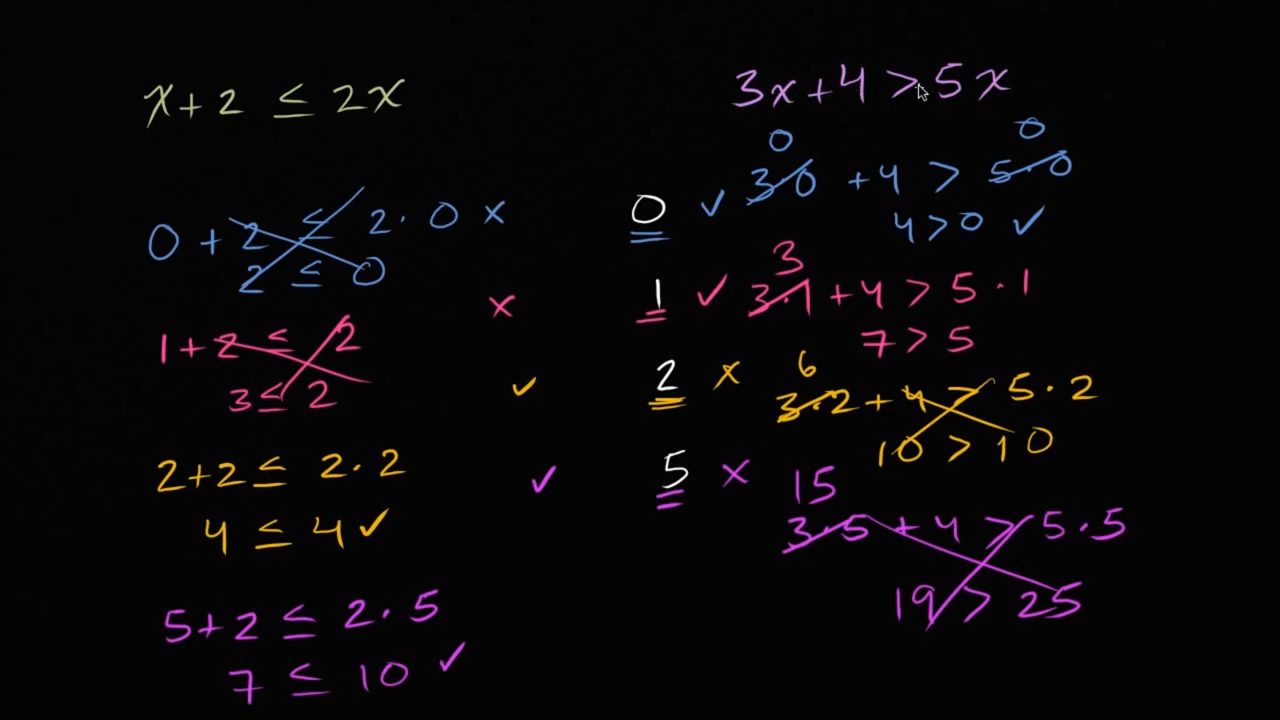 x + 2 ≤ 2x
0 + 2 ≤ 2 · 0 x
2 ≤ 0
1 + 2 ≤ 2 x
3 ≤ 2
✓
2 + 2 ≤ 2 · 2
4 ≤ 4 ✓
✓
5 + 2 ≤ 2 · 5
7 ≤ 10 ✓
3x + 4 > 5x
0 0
0 ✓ 3·0 + 4 > 5·0
4 > 0 ✓
3
1 ✓ 3·1 + 4 > 5 · 1
7 > 5
6
2 x 3·2 + 4 > 5 · 2
10 > 10
15
5 x 3·5 + 4 > 5·5
19 > 25